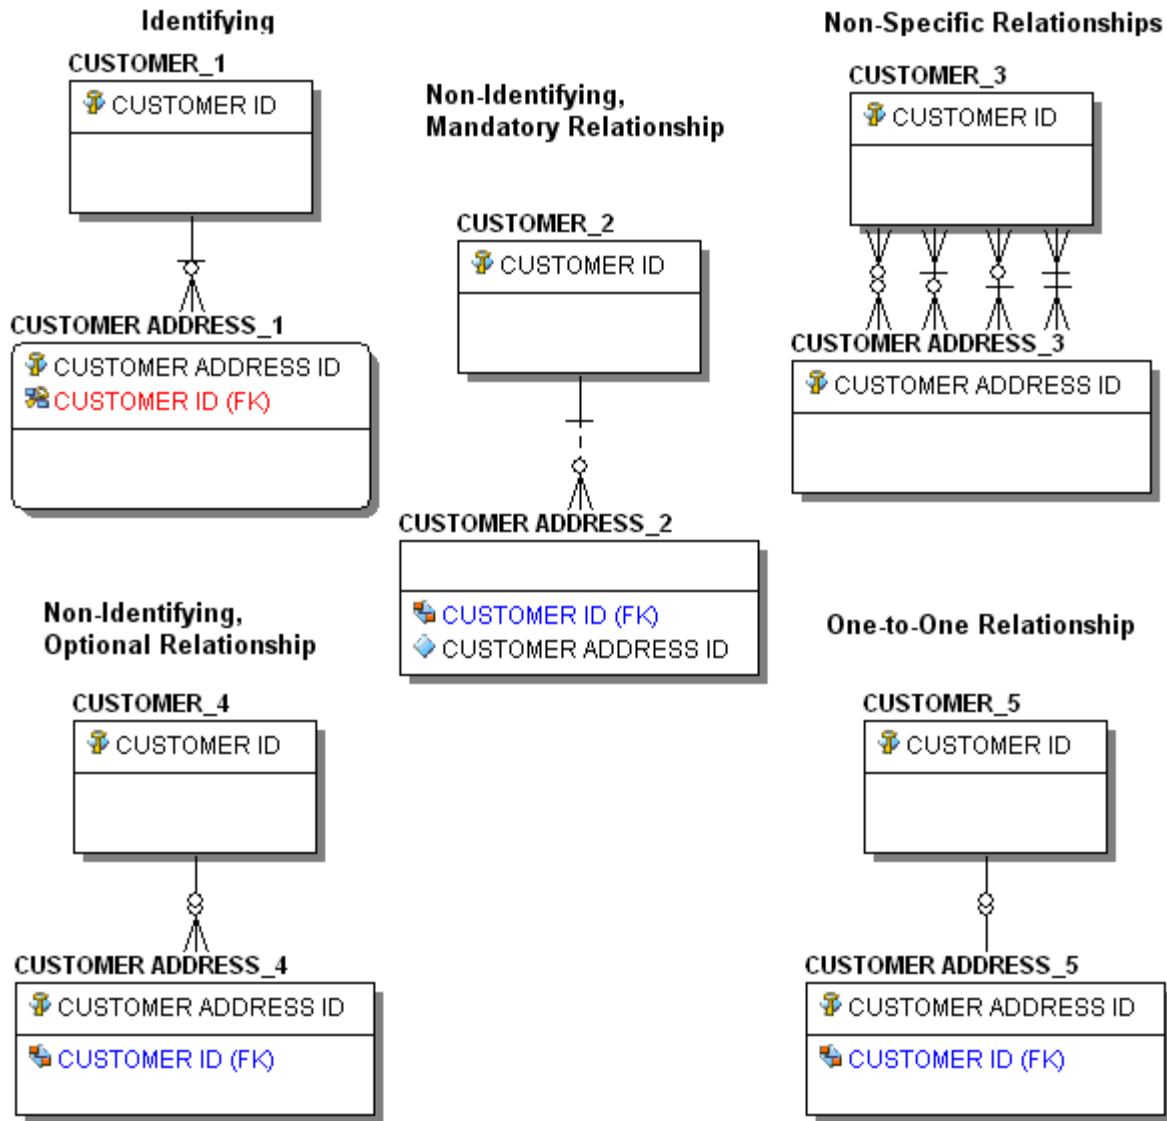 Identifying
CUSTOMER_1
CUSTOMER ID
CUSTOMER ADDRESS_1
CUSTOMER ADDRESS ID
CUSTOMER ID (FK)
Non-Identifying,
Mandatory Relationship
CUSTOMER_2
CUSTOMER ID
CUSTOMER ADDRESS_2
CUSTOMER ID (FK)
CUSTOMER ADDRESS ID
Non-Specific Relationships
CUSTOMER_3
CUSTOMER ID
CUSTOMER ADDRESS_3
CUSTOMER ADDRESS ID
Non-Identifying,
Optional Relationship
CUSTOMER_4
CUSTOMER ID
CUSTOMER ADDRESS_4
CUSTOMER ADDRESS ID
CUSTOMER ID (FK)
One-to-One Relationship
CUSTOMER_5
CUSTOMER ID
CUSTOMER ADDRESS_5
CUSTOMER ADDRESS ID
CUSTOMER ID (FK)